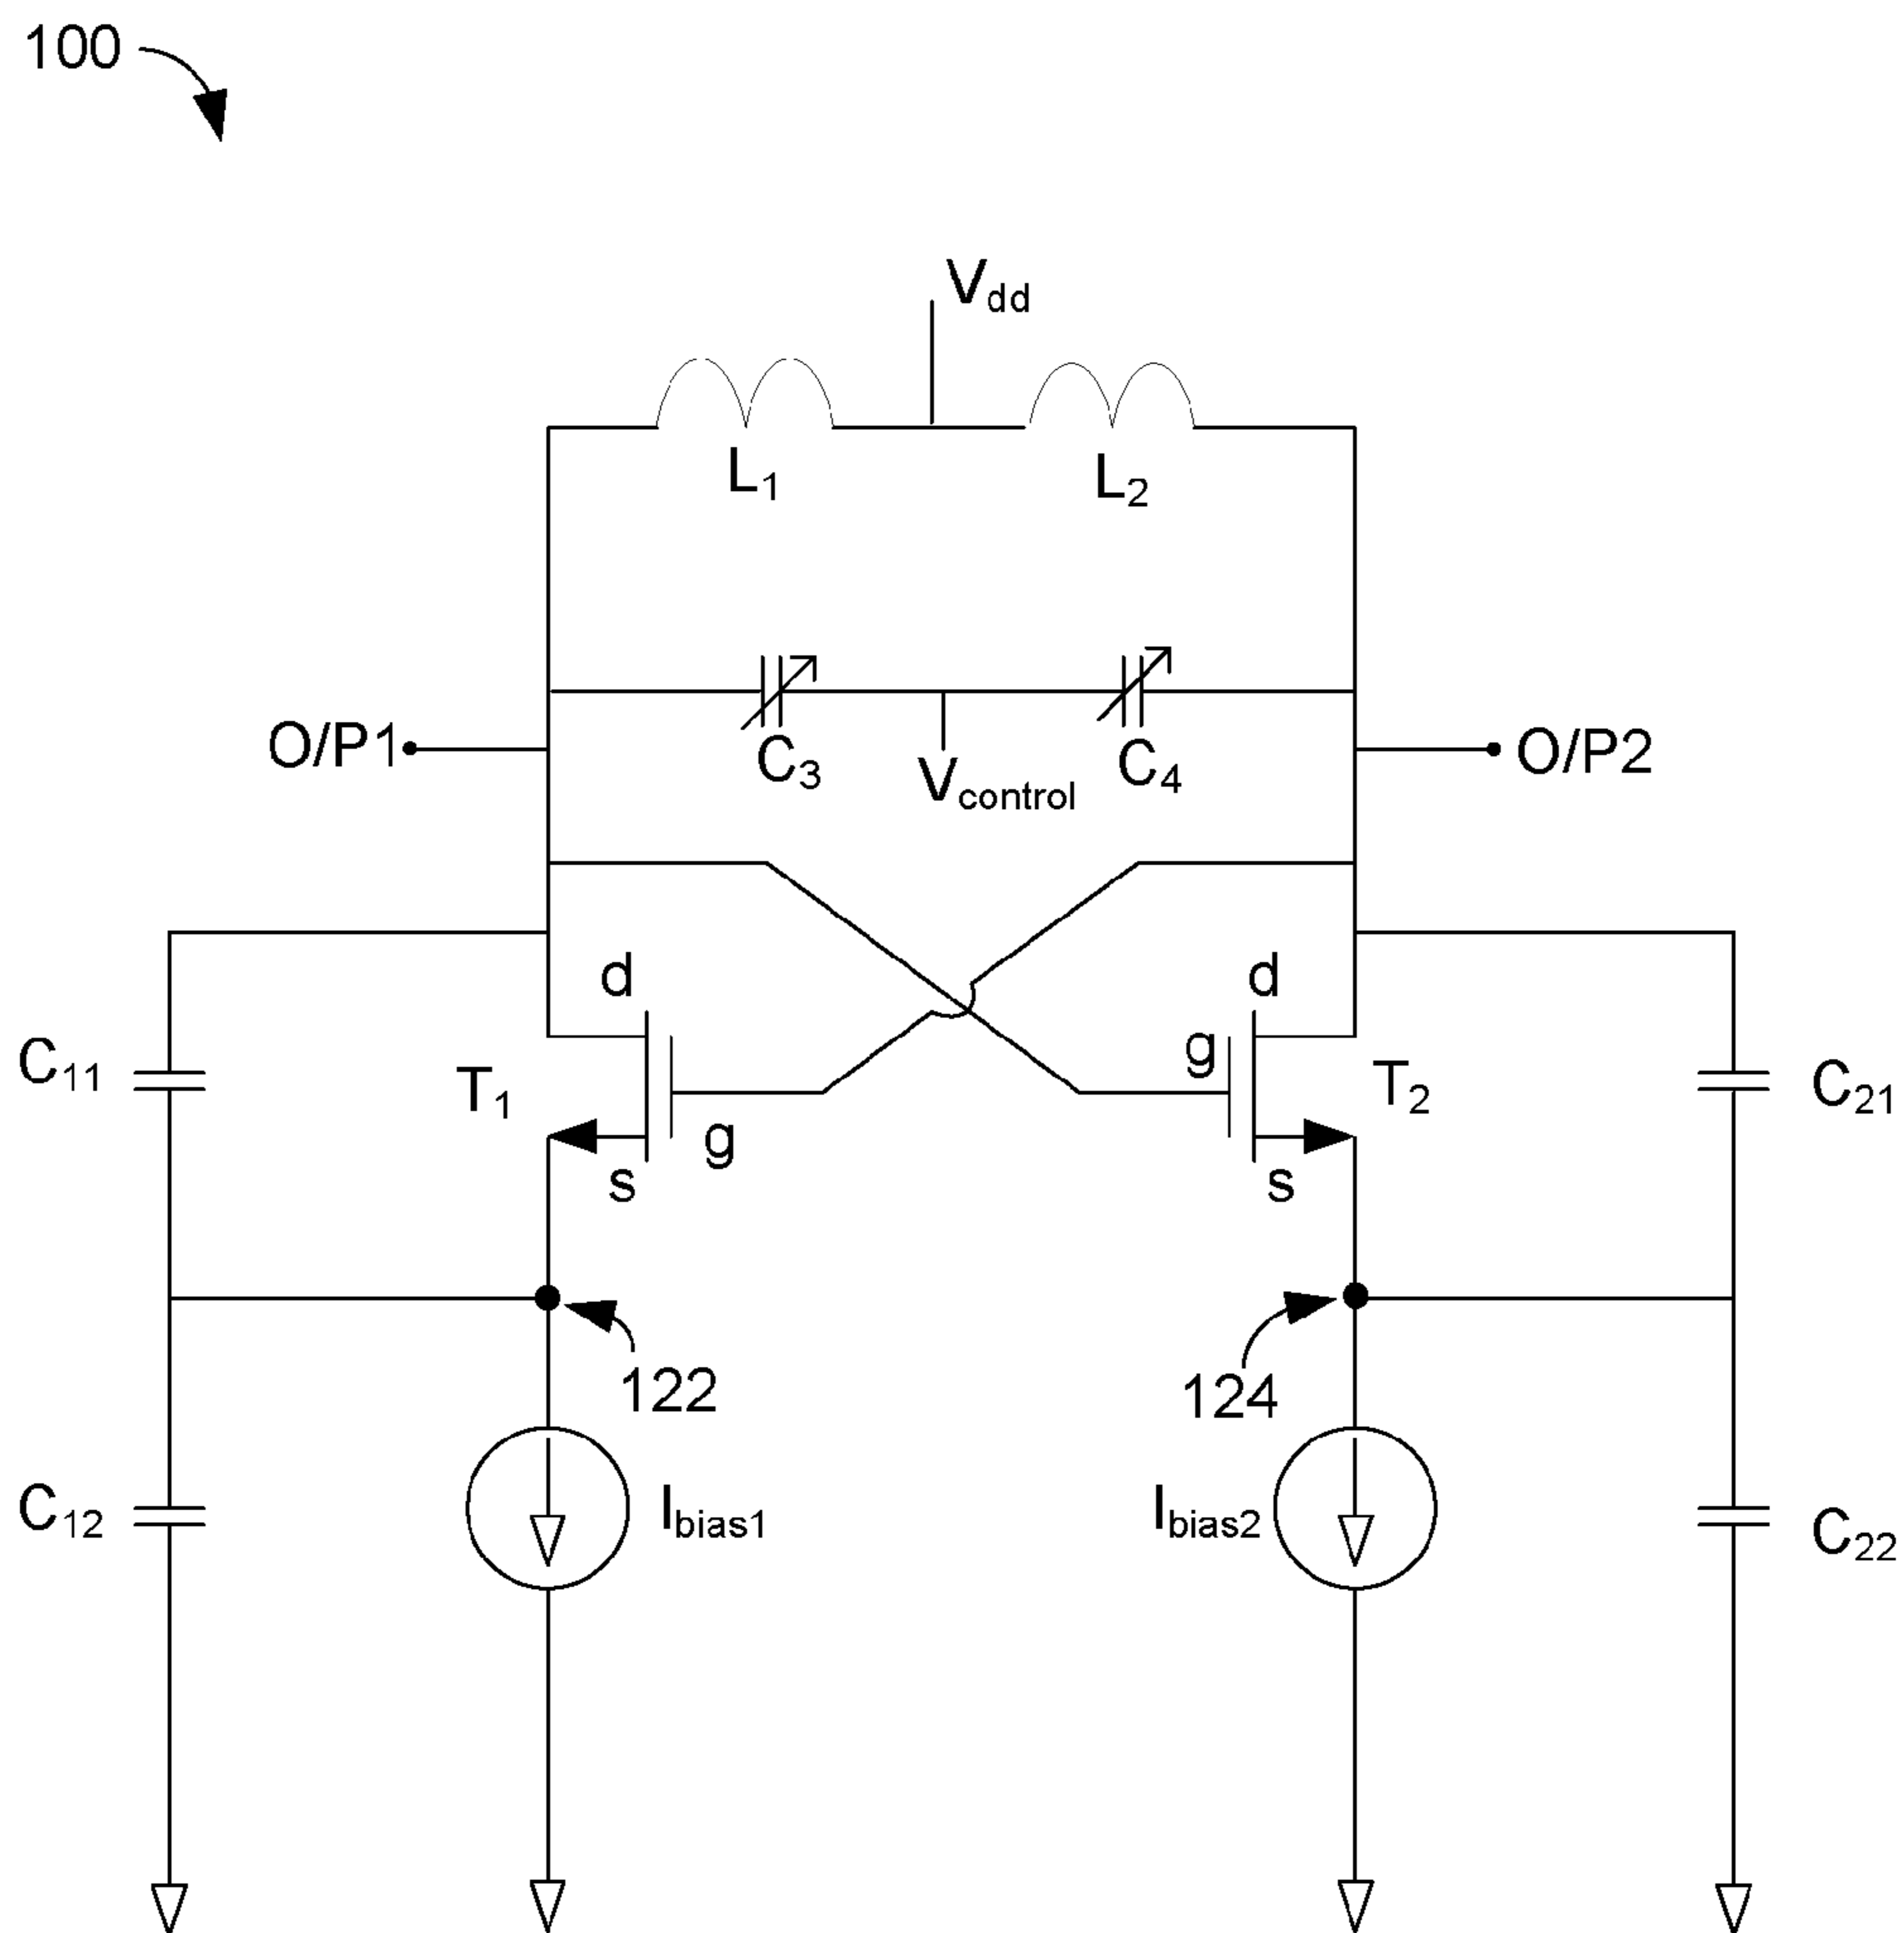 100
Vdd
L1
L2
O/P1
C3
Vcontrol
C4
O/P2
d
d
C11
T1
g
g
T2
C21
s
s
122
124
C12
Ibias1
Ibias2
C22